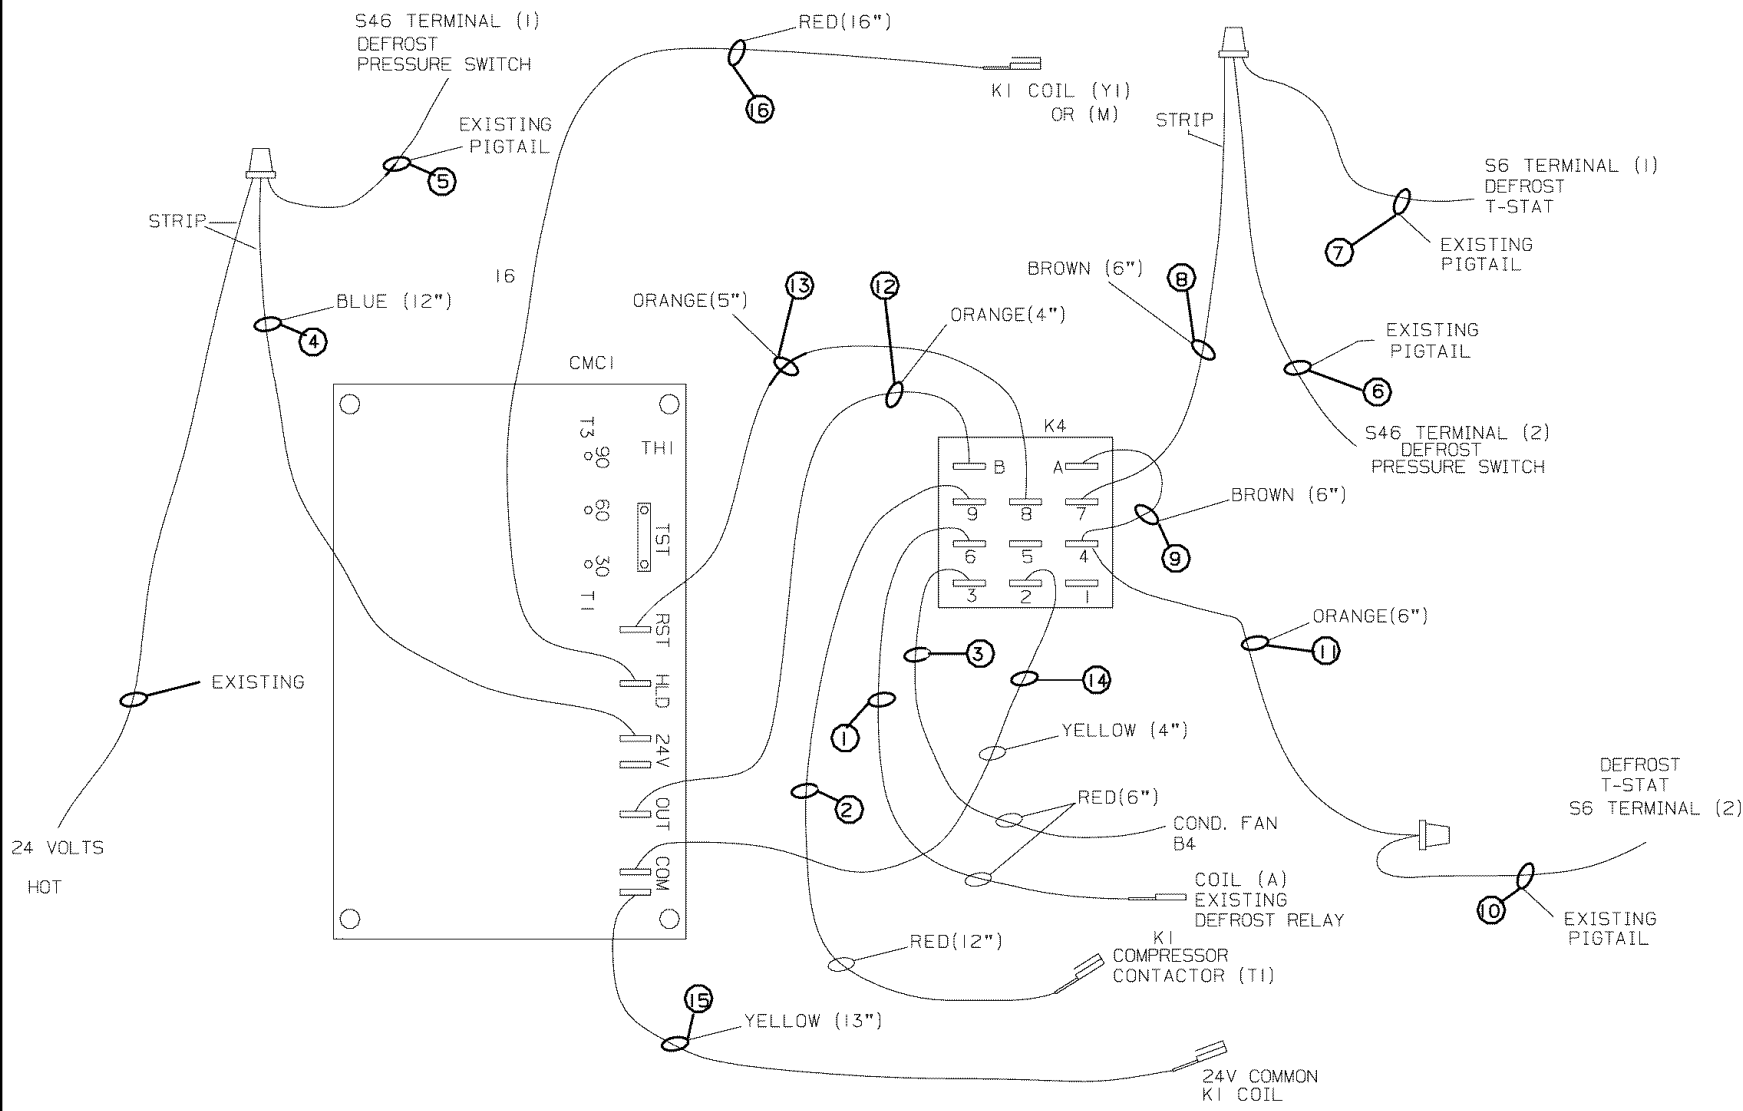 S46 TERMINAL (1)
DEFROST
PRESSURE SWITCH
RED(16")
16
K1 COIL (Y1)
OR (M)
EXISTING
PIGTAIL
5
STRIP
STRIP
S6 TERMINAL (1)
DEFROST
T-STAT
7
EXISTING
PIGTAIL
16
BLUE (12")
4
ORANGE(5")
13
12
ORANGE(4")
BROWN (6")
8
EXISTING
PIGTAIL
6
S46 TERMINAL (2)
DEFROST
PRESSURE SWITCH
CMC1
T3
90
TH1
60
TST
30
T1
RST
HLD
24V
OUT
COM
K4
B
A
9
8
7
6
5
4
3
2
1
BROWN (6")
9
ORANGE(6")
11
3
14
1
2
YELLOW (4")
RED(6")
EXISTING
24 VOLTS
HOT
COND. FAN
B4
COIL (A)
EXISTING
DEFROST RELAY
RED(12")
K1
COMPRESSOR
CONTACTOR (T1)
DEFROST
T-STAT
S6 TERMINAL (2)
10
EXISTING
PIGTAIL
15
YELLOW (13")
24V COMMON
K1 COIL